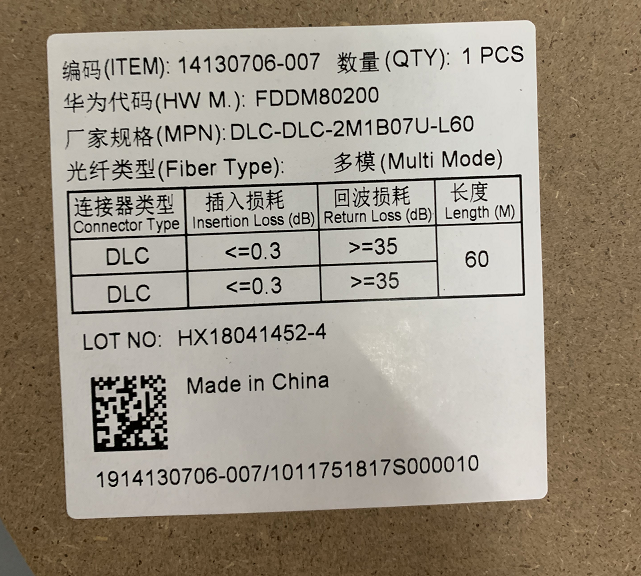 编码(ITEM): 14130706-007 数量(QTY): 1 PCS
华为代码(HW M.): FDDM80200
厂家规格(MPN): DLC-DLC-2M1B07U-L60
光纤类型(Fiber Type): 多模(Multi Mode)
连接器类型 插入损耗 回波损耗 长度
Connector Type Insertion Loss (dB) Return Loss (dB) Length (M)
DLC <=0.3 >=35 60
DLC <=0.3 >=35
LOT NO: HX18041452-4
Made in China
1914130706-007/1011751817S000010